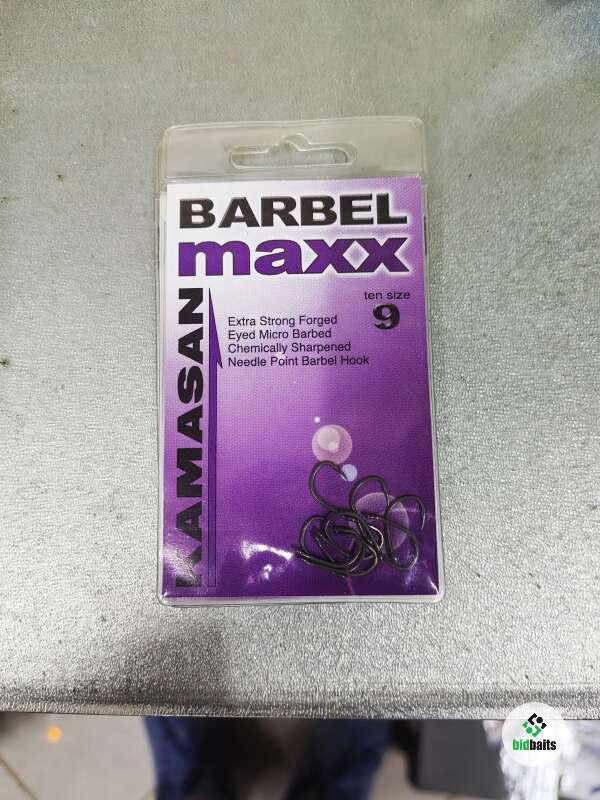 BARBEL
maxx
ten size
9
Extra Strong Forged
Eyed Micro Barbed
Chemically Sharpened
Needle Point Barbel Hook
KAMASAN
bidbaits